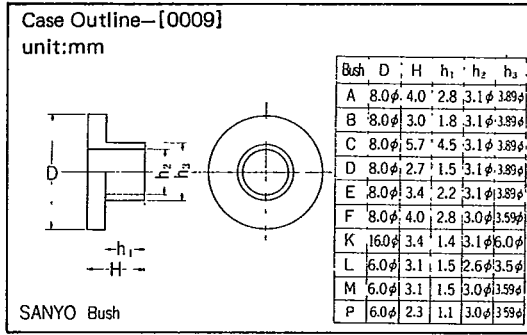 Case Outline–[0009]
unit:mm
Bush D H h₁ h₂ h₃
A 8.0φ 4.0 2.8 3.1φ 3.89φ
B 8.0φ 3.0 1.8 3.1φ 3.89φ
C 8.0φ 5.7 4.5 3.1φ 3.89φ
D 8.0φ 2.7 1.5 3.1φ 3.89φ
E 8.0φ 3.4 2.2 3.1φ 3.89φ
F 8.0φ 4.0 2.8 3.0φ 3.59φ
K 16.0φ 3.4 1.4 3.1φ 6.0φ
L 6.0φ 3.1 1.5 2.6φ 3.5φ
M 6.0φ 3.1 1.5 3.0φ 3.59φ
P 6.0φ 2.3 1.1 3.0φ 3.59φ
D
h₂
h₃
h₁
H
SANYO Bush